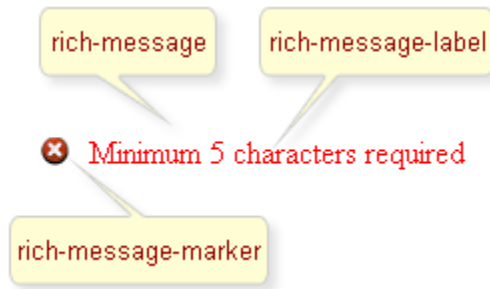 rich-message
rich-message-label
Minimum 5 characters required
rich-message-marker